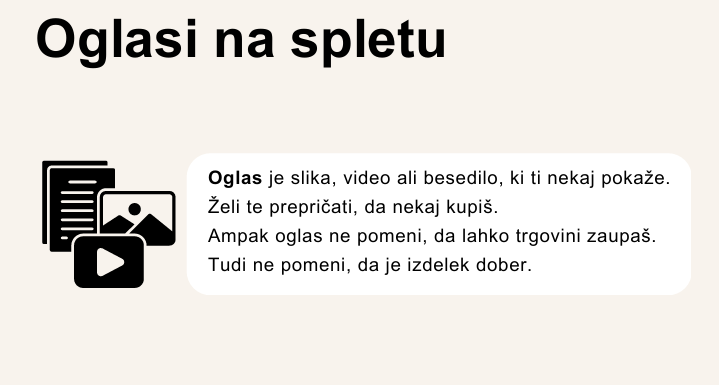 Oglasi na spletu
Oglas je slika, video ali besedilo, ki ti nekaj pokaže.
Želi te prepričati, da nekaj kupiš.
Ampak oglas ne pomeni, da lahko trgovini zaupaš.
Tudi ne pomeni, da je izdelek dober.